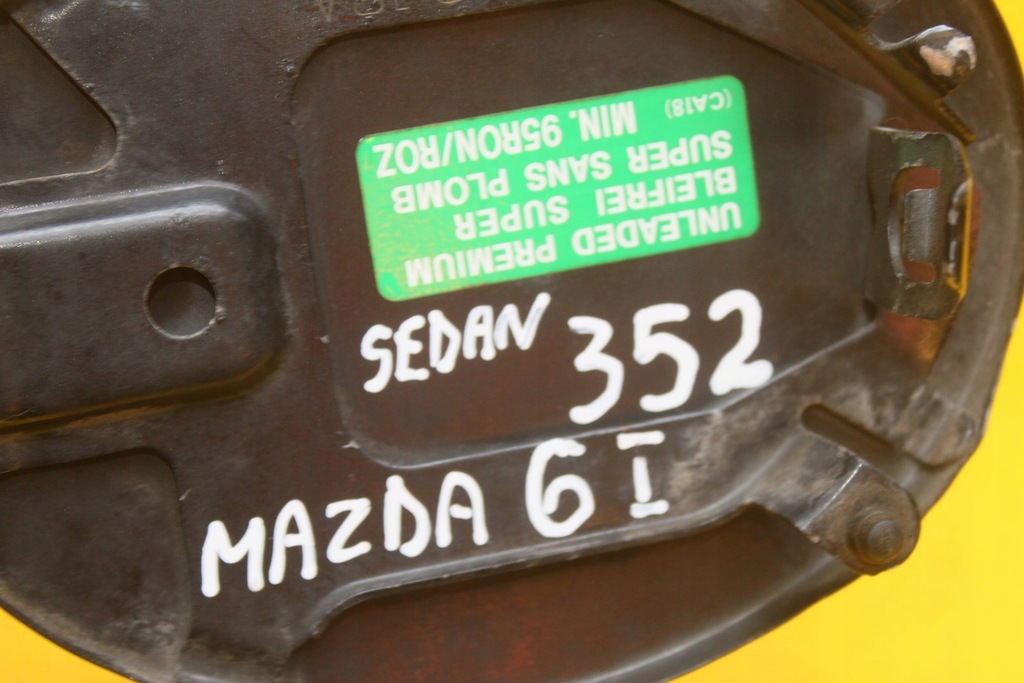 UNLEADED PREMIUM
BLEIFREI SUPER
SUPER SANS PLOMB
MIN. 95RON/ROZ (CA18)
SEDAN 352
MAZDA 6 I